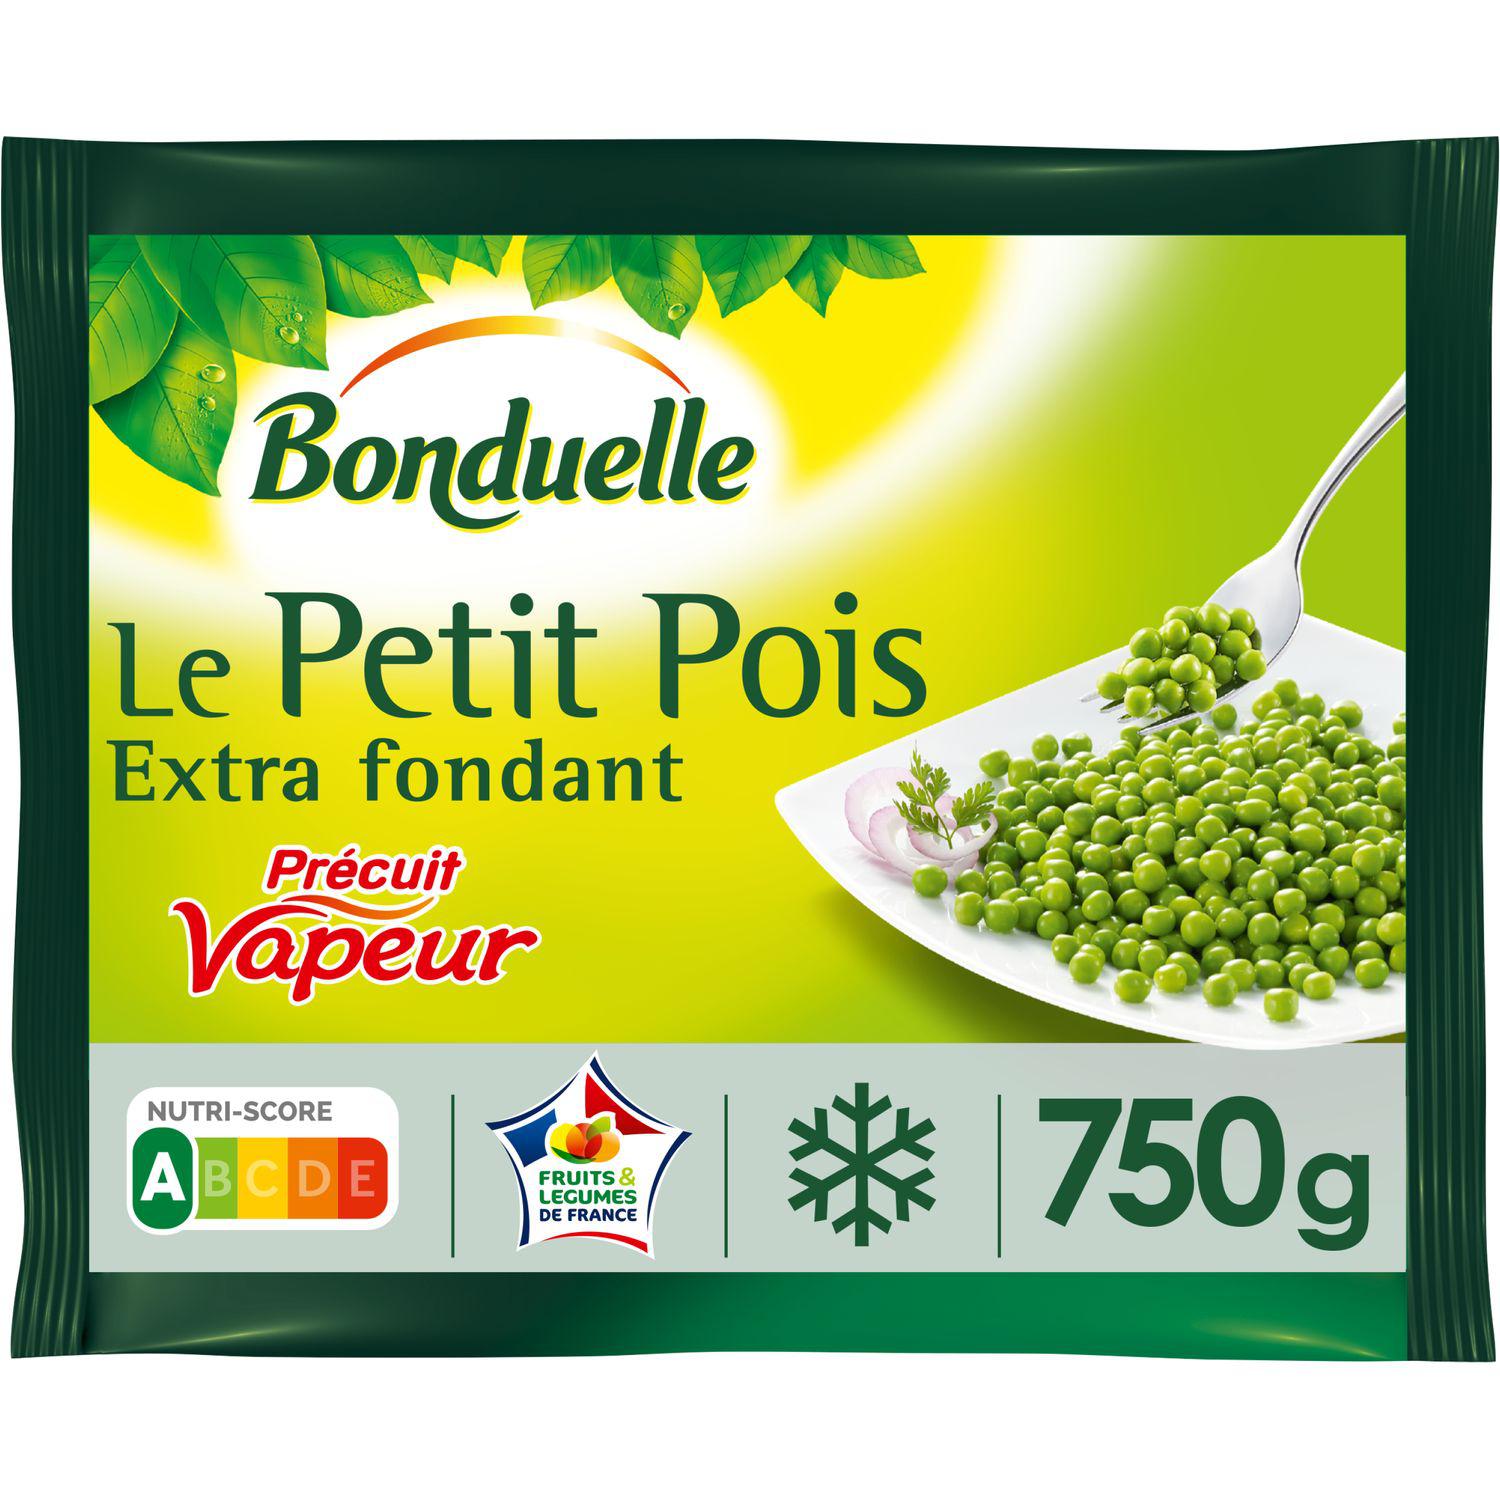 Bonduelle
Le Petit Pois
Extra fondant
Précuit
Vapeur
NUTRI-SCORE
A B C D E
FRUITS &
LEGUMES
DE FRANCE
750g